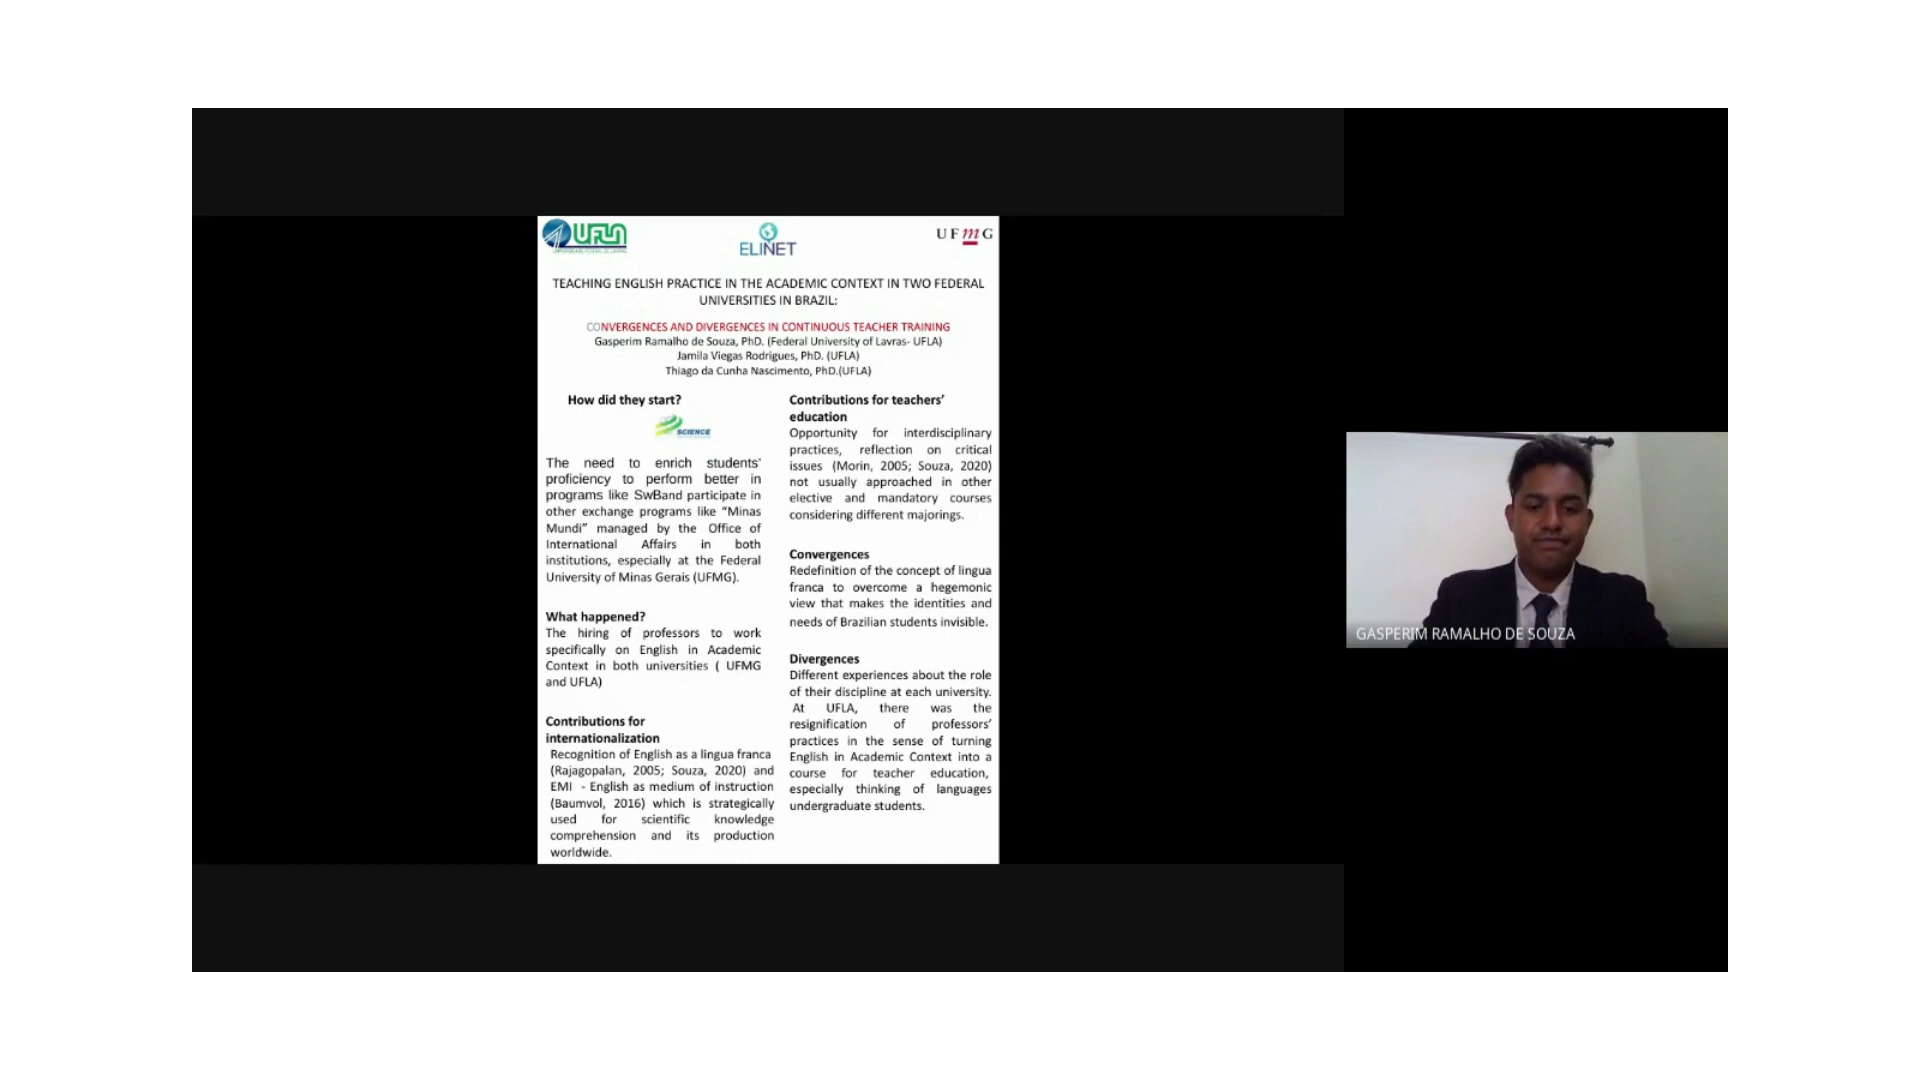 UFLA
ELINET
UFMG
TEACHING ENGLISH PRACTICE IN THE ACADEMIC CONTEXT IN TWO FEDERAL
UNIVERSITIES IN BRAZIL:
CONVERGENCES AND DIVERGENCES IN CONTINUOUS TEACHER TRAINING
Gasperim Ramalho de Souza, PhD. (Federal University of Lavras- UFLA)
Jamila Viegas Rodrigues, PhD. (UFLA)
Thiago da Cunha Nascimento, PhD.(UFLA)
How did they start?
SCIENCE
The need to enrich students'
proficiency to perform better in
programs like SwBand participate in
other exchange programs like “Minas
Mundi” managed by the Office of
International Affairs in both
institutions, especially at the Federal
University of Minas Gerais (UFMG).
What happened?
The hiring of professors to work
specifically on English in Academic
Context in both universities ( UFMG
and UFLA)
Contributions for
internationalization
Recognition of English as a lingua franca
(Rajagopalan, 2005; Souza, 2020) and
EMI - English as medium of instruction
(Baumvol, 2016) which is strategically
used for scientific knowledge
comprehension and its production
worldwide.
Contributions for teachers’
education
Opportunity for interdisciplinary
practices, reflection on critical
issues (Morin, 2005; Souza, 2020)
not usually approached in other
elective and mandatory courses
considering different majorings.
Convergences
Redefinition of the concept of lingua
franca to overcome a hegemonic
view that makes the identities and
needs of Brazilian students invisible.
Divergences
Different experiences about the role
of their discipline at each university.
At UFLA, there was the
resignification of professors’
practices in the sense of turning
English in Academic Context into a
course for teacher education,
especially thinking of languages
undergraduate students.
GASPERIM RAMALHO DE SOUZA